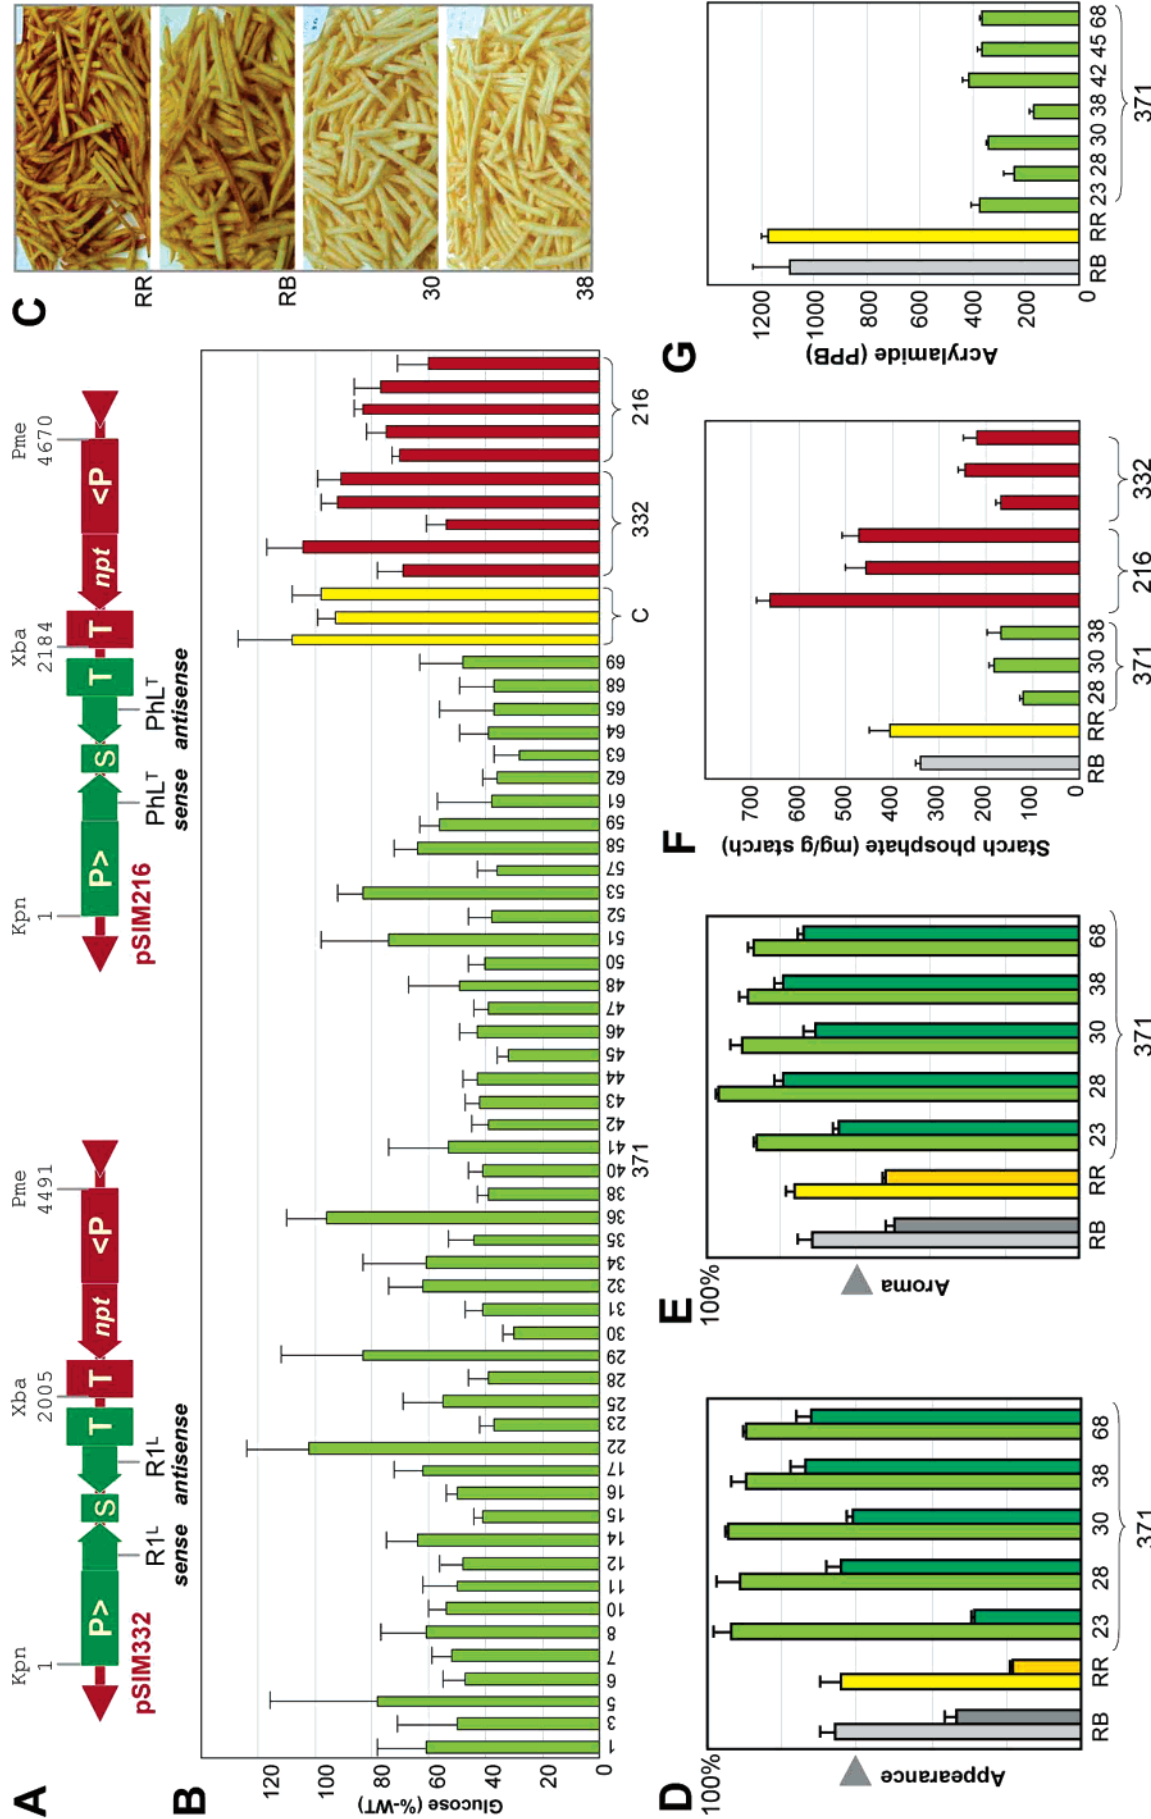 A
Kpn
1
Xba
2005
Pme
4491
P>
S
T
T
npt
<P
R1L
sense
R1L
antisense
pSIM332
Kpn
1
Xba
2184
Pme
4670
P>
S
T
T
npt
<P
PhLT
sense
PhLT
antisense
pSIM216
B
Glucose (%-WT)
120
100
80
60
40
20
0
1 3 5 6 7 8 10 11 12 14 15 16 17 22 23 25 28 29 30 31 32 34 35 36 38 40 41 42 43 44 45 46 47 48 50 51 52 53 57 58 59 61 62 63 64 65 68 69
371 C 332 216
C
RR
RB
30
38
D
100%
Appearance
RB RR 23 28 30 38 68
371
E
100%
Aroma
RB RR 23 28 30 38 68
371
F
Starch phosphate (mg/g starch)
700
600
500
400
300
200
100
0
RB RR 28 30 38
371 216 332
G
Acrylamide (PPB)
1200
1000
800
600
400
200
0
RB RR 23 28 30 38 42 45 68
371